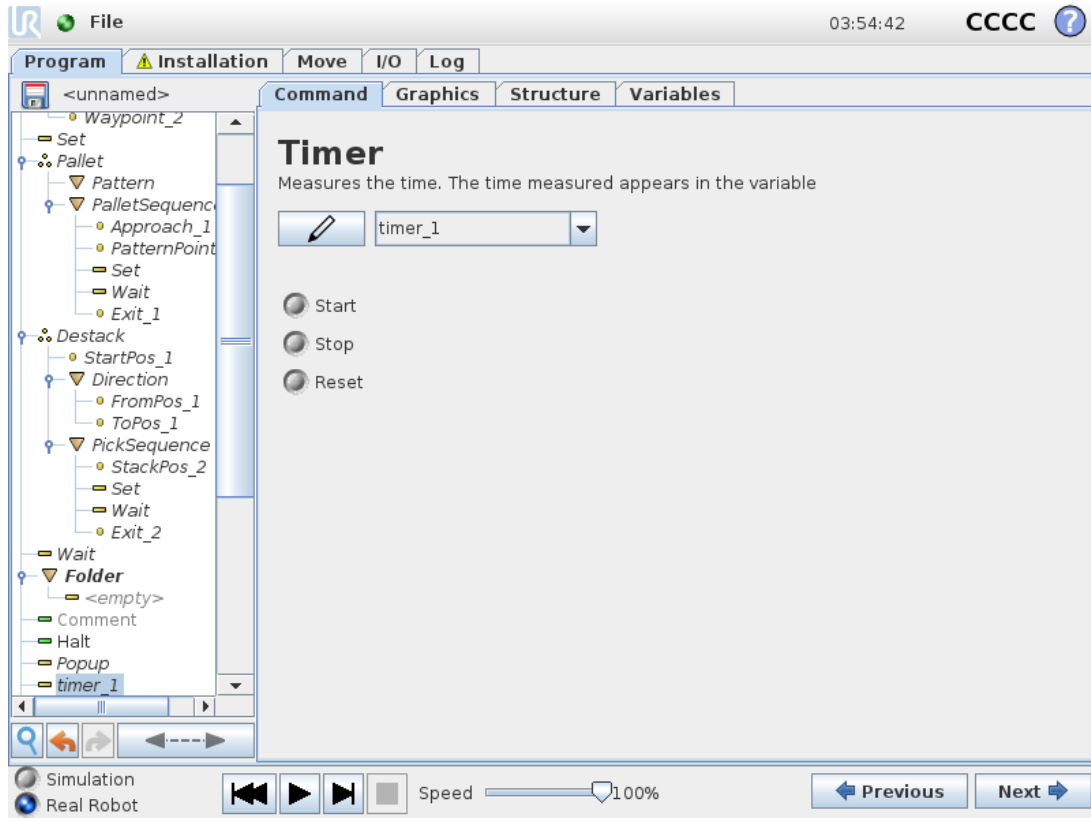 UR File 03:54:42 CCCC ?
Program Installation Move I/O Log
<unnamed> Command Graphics Structure Variables
Waypoint_2
Set
Pallet
Pattern
PalletSequenc
Approach_1
PatternPoint
Set
Wait
Exit_1
Destack
StartPos_1
Direction
FromPos_1
ToPos_1
PickSequence
StackPos_2
Set
Wait
Exit_2
Wait
Folder
<empty>
Comment
Halt
Popup
timer_1
Timer
Measures the time. The time measured appears in the variable
timer_1
Start
Stop
Reset
Simulation
Real Robot
Speed 100%
Previous Next